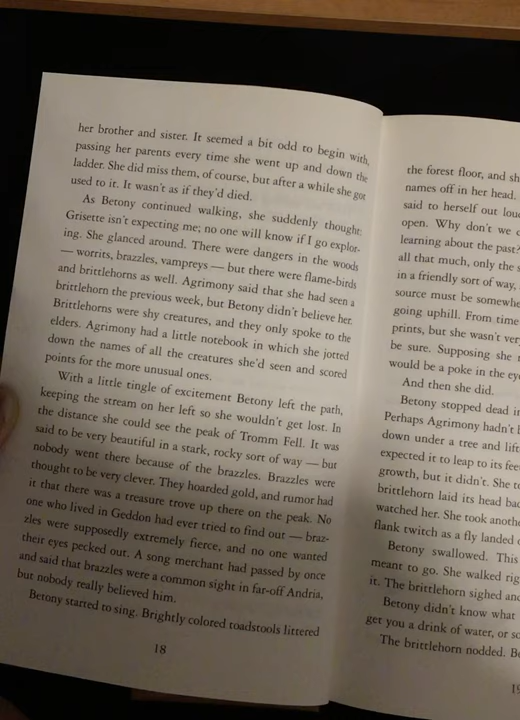 her brother and sister. It seemed a bit odd to begin with,
passing her parents every time she went up and down the
ladder. She did miss them, of course, but after a while she got
used to it. It wasn't as if they'd died.
As Betony continued walking, she suddenly thought:
Grisette isn't expecting me; no one will know if I go explor-
ing. She glanced around. There were dangers in the woods
— worrits, brazzles, vampreys — but there were flame-birds
and brittlehorns as well. Agrimony said that she had seen a
brittlehorn the previous week, but Betony didn't believe her.
Brittlehorns were shy creatures, and they only spoke to the
elders. Agrimony had a little notebook in which she jotted
down the names of all the creatures she'd seen and scored
points for the more unusual ones.
With a little tingle of excitement Betony left the path,
keeping the stream on her left so she wouldn't get lost. In
the distance she could see the peak of Tromm Fell. It was
said to be very beautiful in a stark, rocky sort of way — but
nobody went there because of the brazzles. Brazzles were
thought to be very clever. They hoarded gold, and rumor had
it that there was a treasure trove up there on the peak. No
one who lived in Geddon had ever tried to find out — braz-
zles were supposedly extremely fierce, and no one wanted
their eyes pecked out. A song merchant had passed by once
and said that brazzles were a common sight in far-off Andria,
but nobody really believed him.
Betony started to sing. Brightly colored toadstools littered
18
the forest floor, and sh
names off in her head.
said to herself out lou
open. Why don't we c
learning about the past?
all that much, only the s
in a friendly sort of way,
source must be somewhe
going uphill. From time
prints, but she wasn't ver
be sure. Supposing she
would be a poke in the eye
And then she did.
Betony stopped dead in
Perhaps Agrimony hadn't
down under a tree and lift
expected it to leap to its fee
growth, but it didn't. She to
brittlehorn laid its head bac
watched her. She took anothe
flank twitch as a fly landed
Betony swallowed. This
meant to go. She walked rig
it. The brittlehorn sighed and
Betony didn't know what
get you a drink of water, or so
The brittlehorn nodded. Be